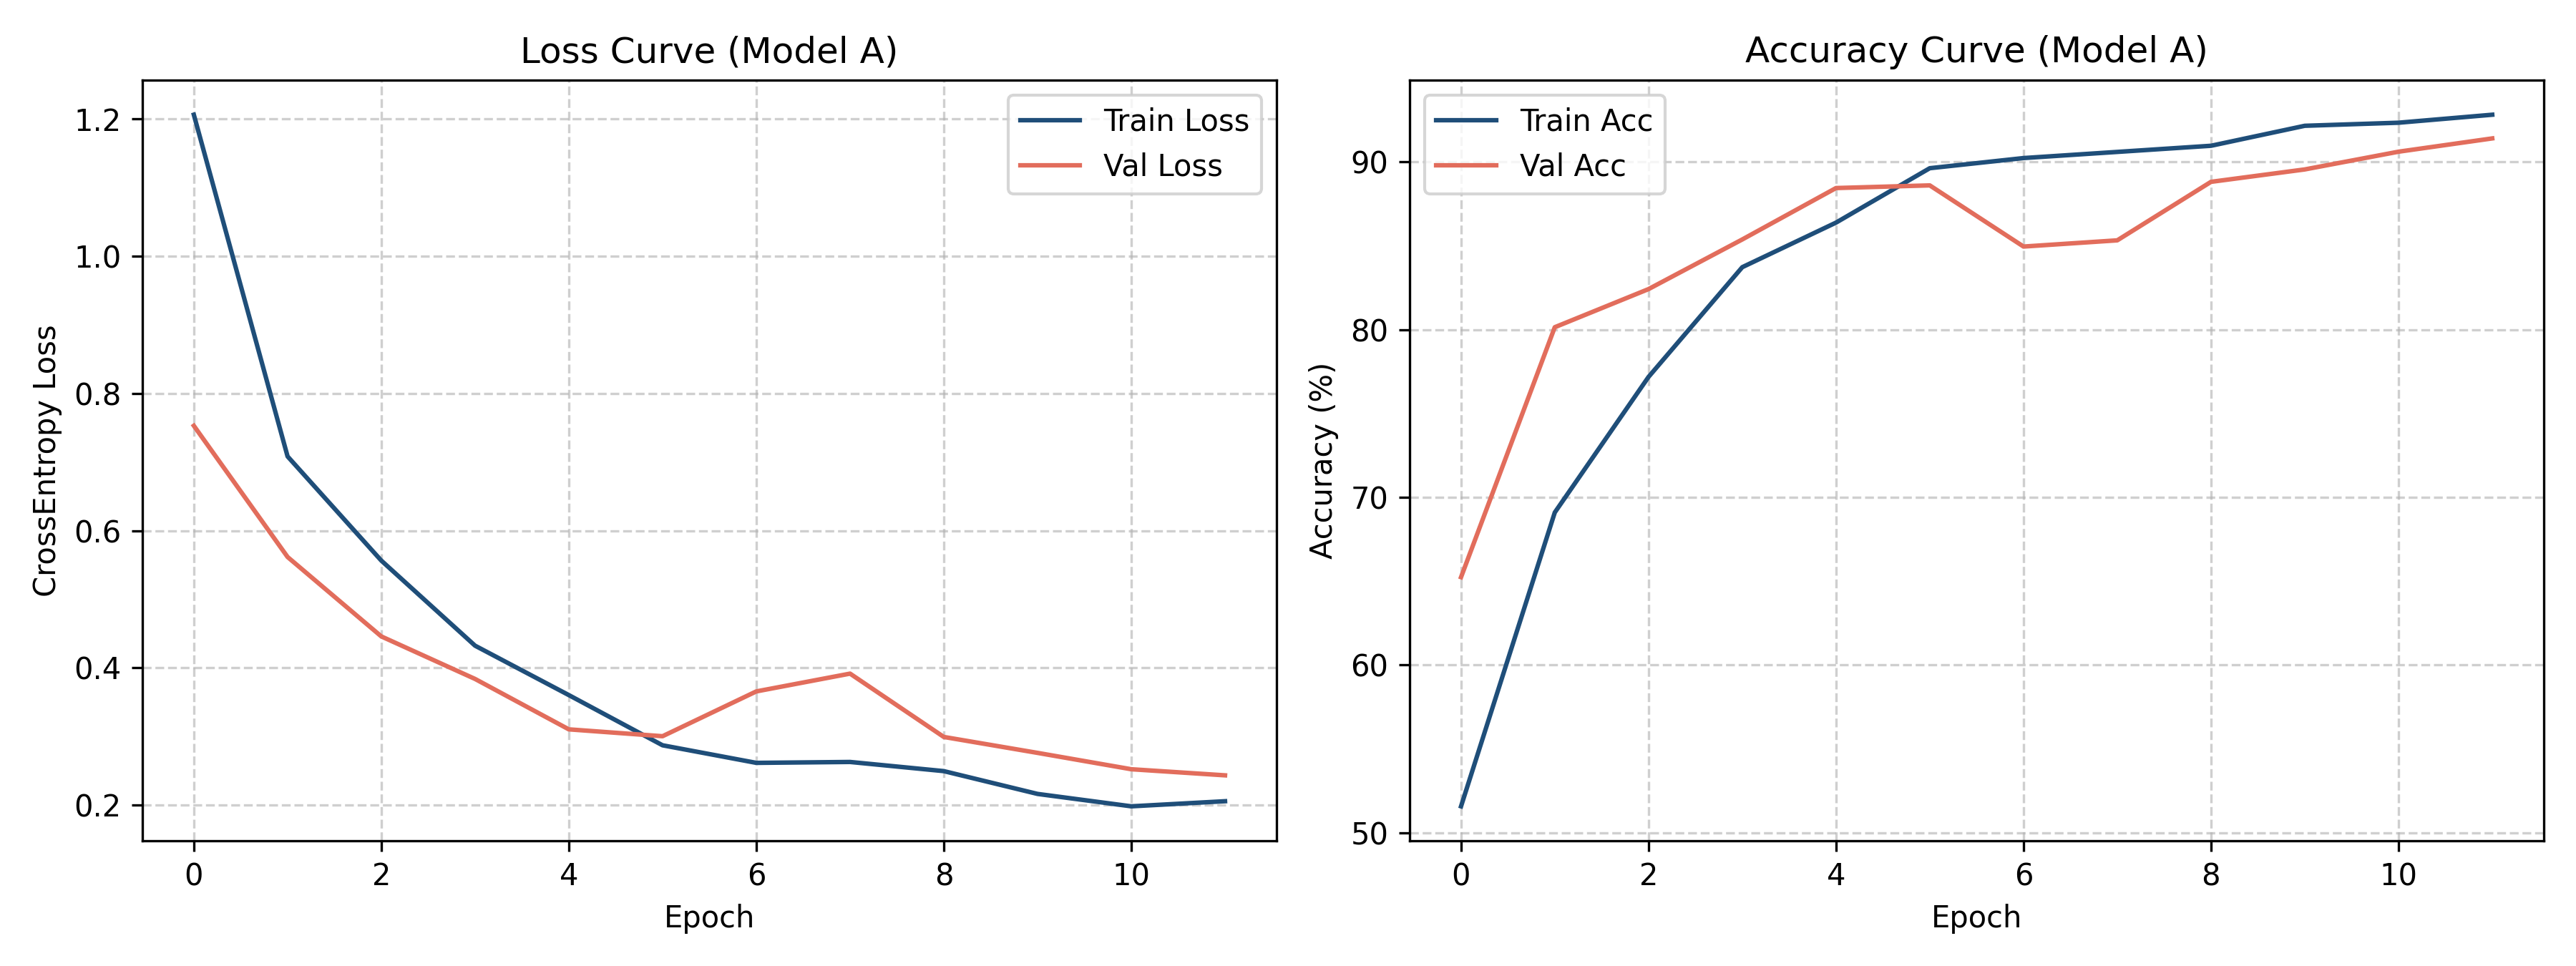 Loss Curve (Model A)
Train Loss
Val Loss
CrossEntropy Loss
1.2
1.0
0.8
0.6
0.4
0.2
0 2 4 6 8 10
Epoch
Accuracy Curve (Model A)
Train Acc
Val Acc
Accuracy (%)
90
80
70
60
50
0 2 4 6 8 10
Epoch